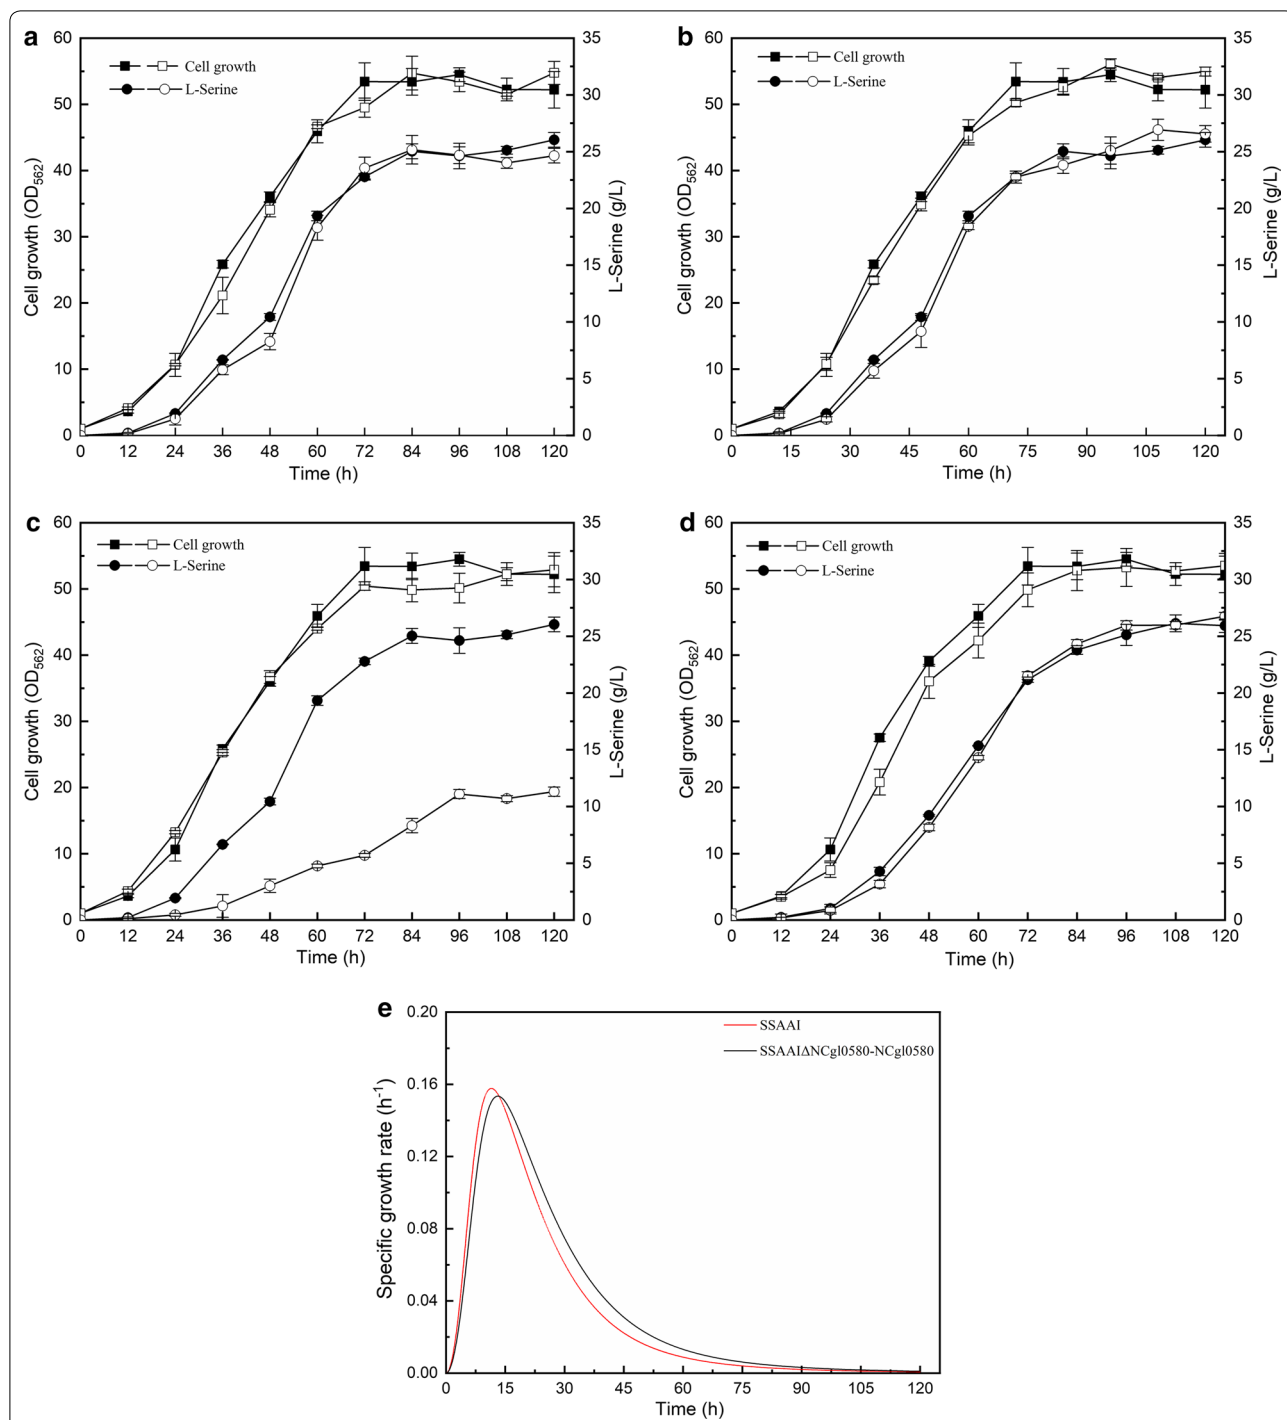 a
Cell growth
L-Serine
Cell growth (OD562)
60
50
40
30
20
10
0
35
30
25
20
15
10
5
0
L-Serine (g/L)
0 12 24 36 48 60 72 84 96 108 120
Time (h)
b
Cell growth
L-Serine
Cell growth (OD562)
60
50
40
30
20
10
0
35
30
25
20
15
10
5
0
L-Serine (g/L)
0 15 30 45 60 75 90 105 120
Time (h)
c
Cell growth
L-Serine
Cell growth (OD562)
60
50
40
30
20
10
0
35
30
25
20
15
10
5
0
L-Serine (g/L)
0 12 24 36 48 60 72 84 96 108 120
Time (h)
d
Cell growth
L-Serine
Cell growth (OD562)
60
50
40
30
20
10
0
35
30
25
20
15
10
5
0
L-Serine (g/L)
0 12 24 36 48 60 72 84 96 108 120
Time (h)
e
SSAAI
SSAAIΔNCgl0580-NCgl0580
Specific growth rate (h-1)
0.20
0.16
0.12
0.08
0.04
0.00
0 15 30 45 60 75 90 105 120
Time (h)